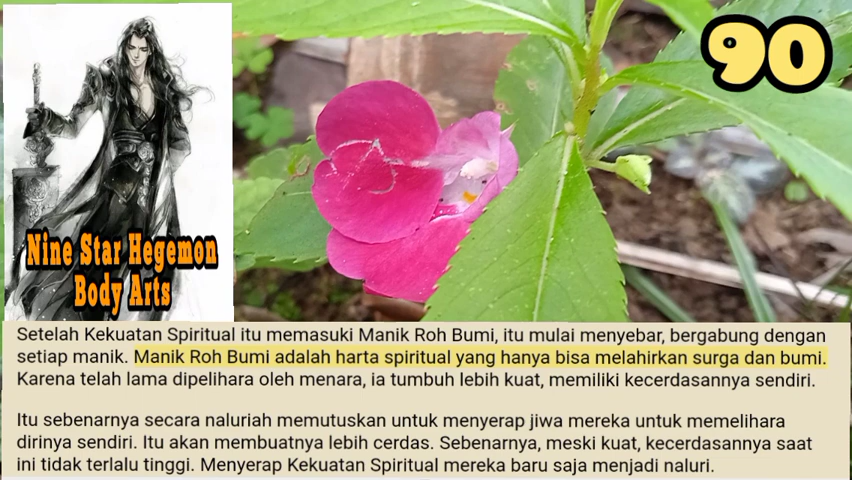 90
Nine Star Hegemon
Body Arts
Setelah Kekuatan Spiritual itu memasuki Manik Roh Bumi, itu mulai menyebar, bergabung dengan
setiap manik. Manik Roh Bumi adalah harta spiritual yang hanya bisa melahirkan surga dan bumi.
Karena telah lama dipelihara oleh menara, ia tumbuh lebih kuat, memiliki kecerdasannya sendiri.
Itu sebenarnya secara naluriah memutuskan untuk menyerap jiwa mereka untuk memelihara
dirinya sendiri. Itu akan membuatnya lebih cerdas. Sebenarnya, meski kuat, kecerdasannya saat
ini tidak terlalu tinggi. Menyerap Kekuatan Spiritual mereka baru saja menjadi naluri.